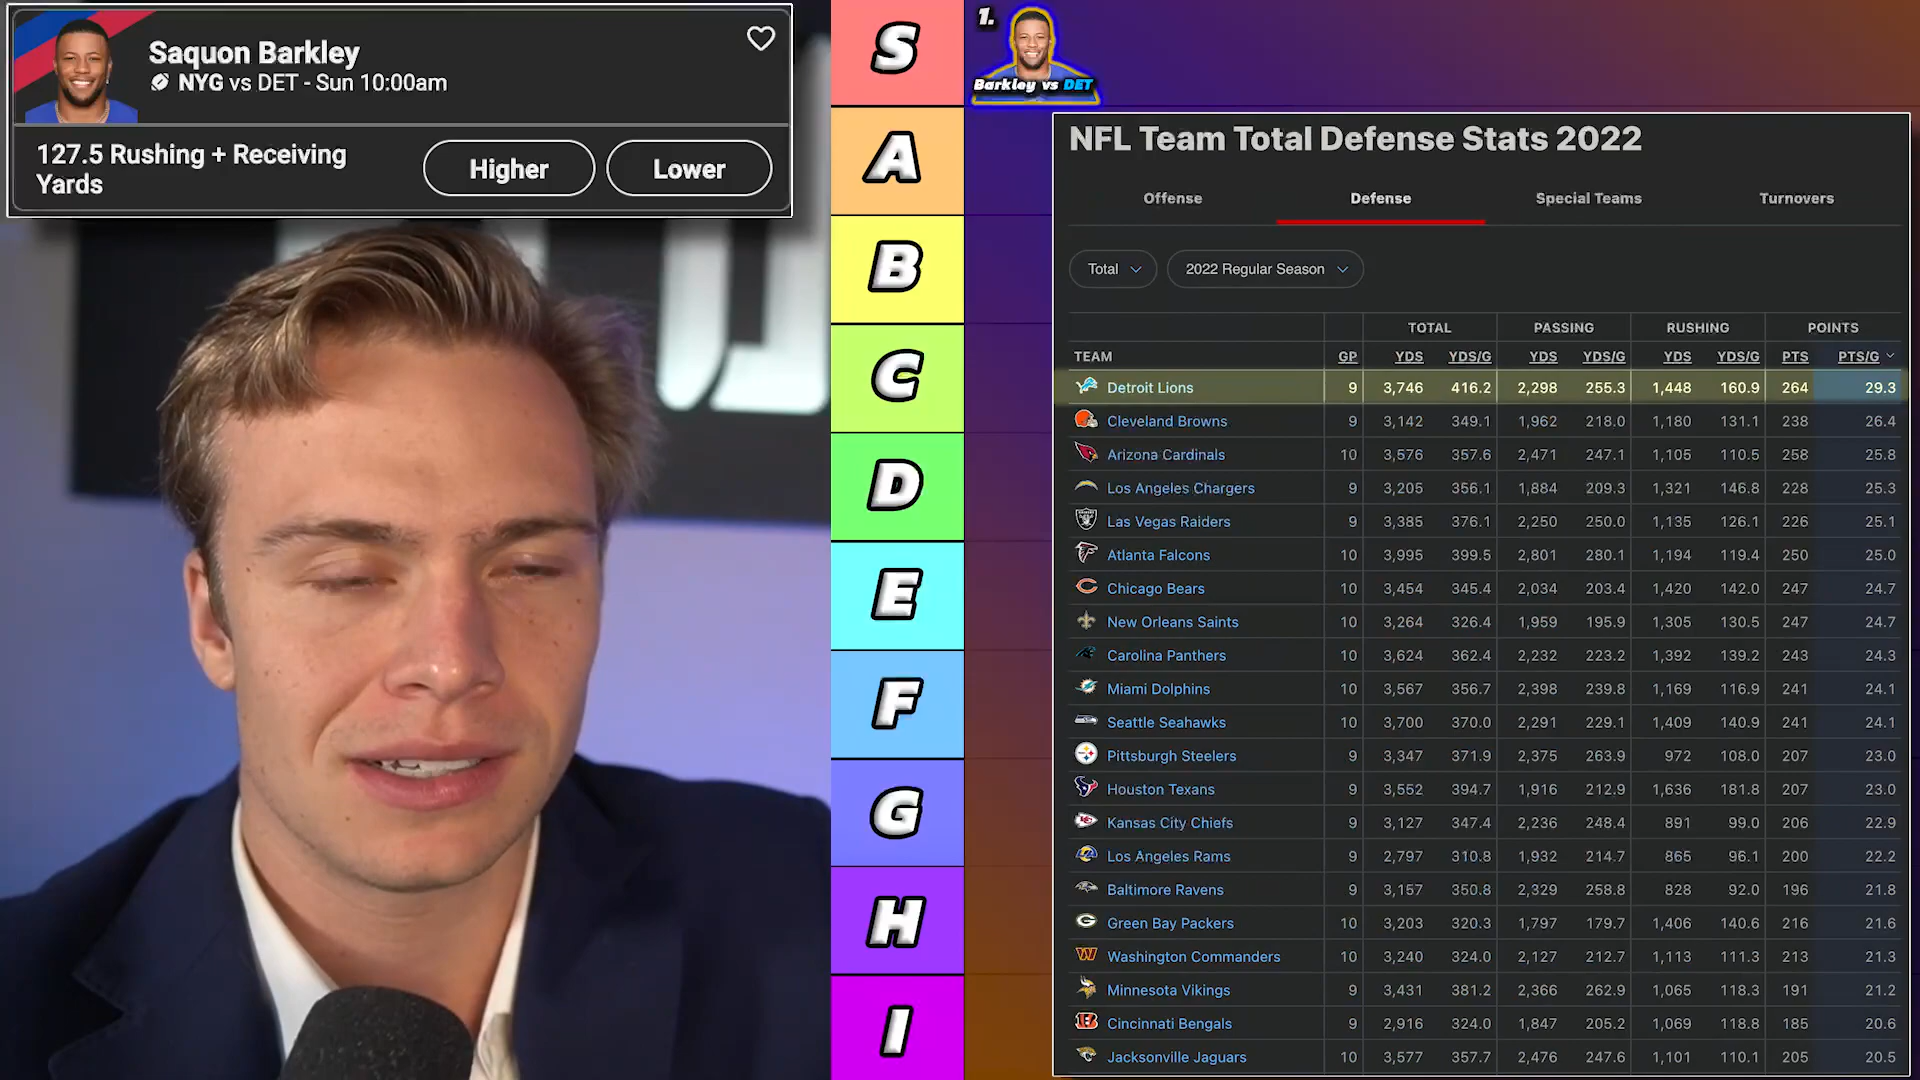 Saquon Barkley
NYG vs DET - Sun 10:00am
127.5 Rushing + Receiving
Yards
Higher
Lower
S
A
B
C
D
E
F
G
H
I
1.
Barkley vs DET
NFL Team Total Defense Stats 2022
Offense Defense Special Teams Turnovers
Total 2022 Regular Season
TOTAL PASSING RUSHING POINTS
TEAM GP YDS YDS/G YDS YDS/G YDS YDS/G PTS PTS/G
Detroit Lions 9 3,746 416.2 2,298 255.3 1,448 160.9 264 29.3
Cleveland Browns 9 3,142 349.1 1,962 218.0 1,180 131.1 238 26.4
Arizona Cardinals 10 3,576 357.6 2,471 247.1 1,105 110.5 258 25.8
Los Angeles Chargers 9 3,205 356.1 1,884 209.3 1,321 146.8 228 25.3
Las Vegas Raiders 9 3,385 376.1 2,250 250.0 1,135 126.1 226 25.1
Atlanta Falcons 10 3,995 399.5 2,801 280.1 1,194 119.4 250 25.0
Chicago Bears 10 3,454 345.4 2,034 203.4 1,420 142.0 247 24.7
New Orleans Saints 10 3,264 326.4 1,959 195.9 1,305 130.5 247 24.7
Carolina Panthers 10 3,624 362.4 2,232 223.2 1,392 139.2 243 24.3
Miami Dolphins 10 3,567 356.7 2,398 239.8 1,169 116.9 241 24.1
Seattle Seahawks 10 3,700 370.0 2,291 229.1 1,409 140.9 241 24.1
Pittsburgh Steelers 9 3,347 371.9 2,375 263.9 972 108.0 207 23.0
Houston Texans 9 3,552 394.7 1,916 212.9 1,636 181.8 207 23.0
Kansas City Chiefs 9 3,127 347.4 2,236 248.4 891 99.0 206 22.9
Los Angeles Rams 9 2,797 310.8 1,932 214.7 865 96.1 200 22.2
Baltimore Ravens 9 3,157 350.8 2,329 258.8 828 92.0 196 21.8
Green Bay Packers 10 3,203 320.3 1,797 179.7 1,406 140.6 216 21.6
Washington Commanders 10 3,240 324.0 2,127 212.7 1,113 111.3 213 21.3
Minnesota Vikings 9 3,431 381.2 2,366 262.9 1,065 118.3 191 21.2
Cincinnati Bengals 9 2,916 324.0 1,847 205.2 1,069 118.8 185 20.6
Jacksonville Jaguars 10 3,577 357.7 2,476 247.6 1,101 110.1 205 20.5